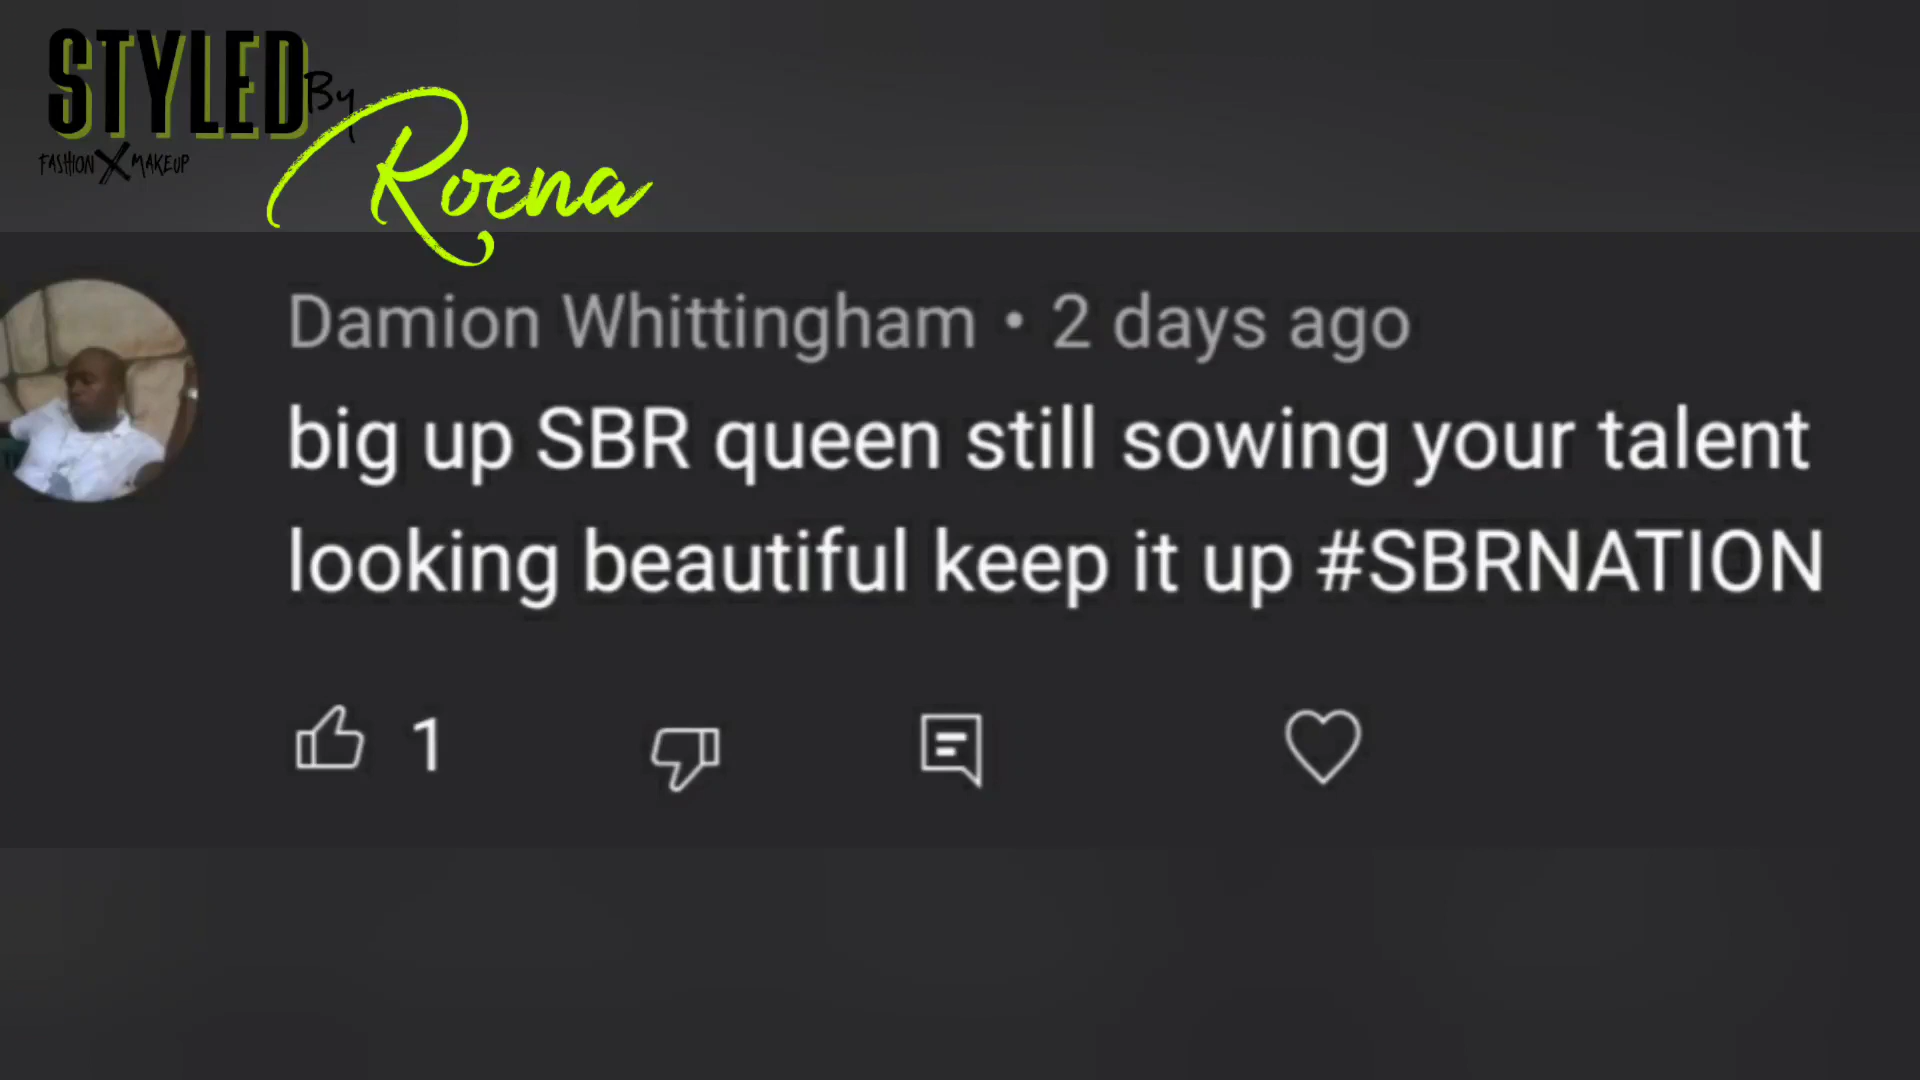 STYLED By
FASHION X MAKEUP
Roena
Damion Whittingham • 2 days ago
big up SBR queen still sowing your talent
looking beautiful keep it up #SBRNATION
1